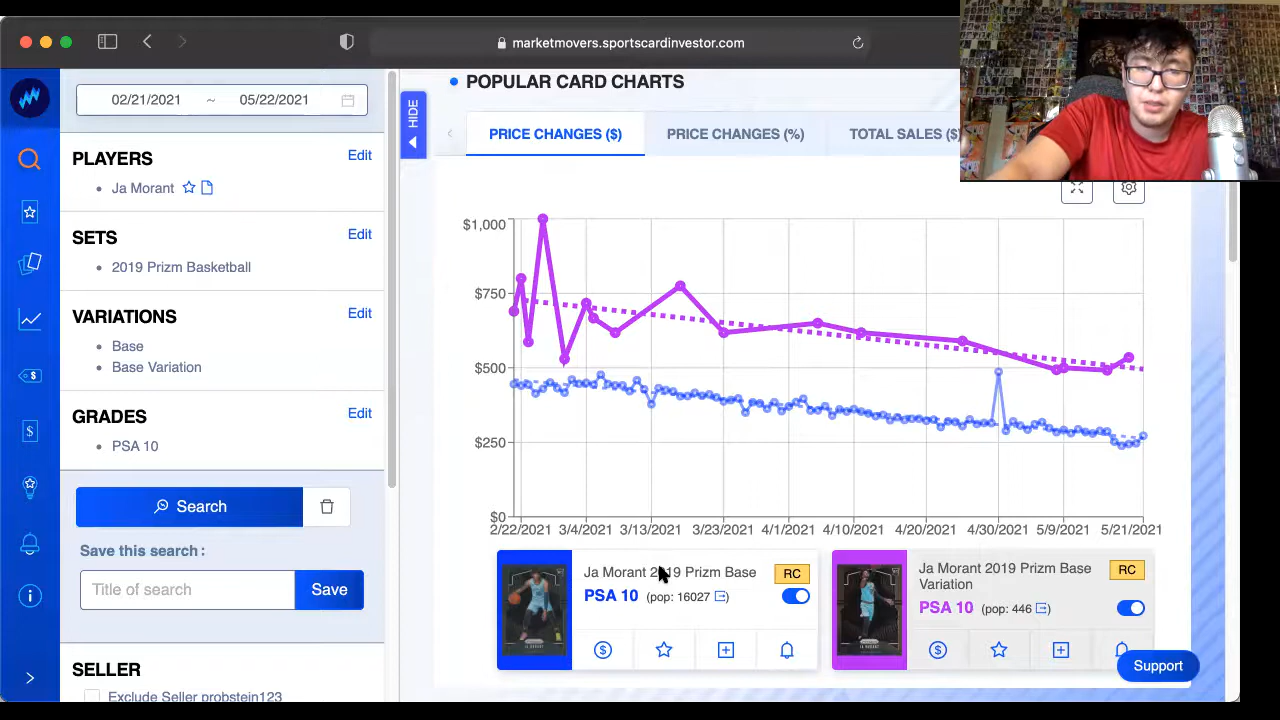 marketmovers.sportscardinvestor.com
02/21/2021 ~ 05/22/2021
PLAYERS Edit
Ja Morant
SETS Edit
2019 Prizm Basketball
VARIATIONS Edit
Base
Base Variation
GRADES Edit
PSA 10
Search
Save this search :
Title of search Save
SELLER
Exclude Seller probstein123
HIDE
POPULAR CARD CHARTS
PRICE CHANGES ($) PRICE CHANGES (%) TOTAL SALES ($)
$1,000
$750
$500
$250
$0
2/22/2021 3/4/2021 3/13/2021 3/23/2021 4/1/2021 4/10/2021 4/20/2021 4/30/2021 5/9/2021 5/21/2021
Ja Morant 2019 Prizm Base RC
PSA 10 (pop: 16027)
Ja Morant 2019 Prizm Base
Variation RC
PSA 10 (pop: 446)
Support